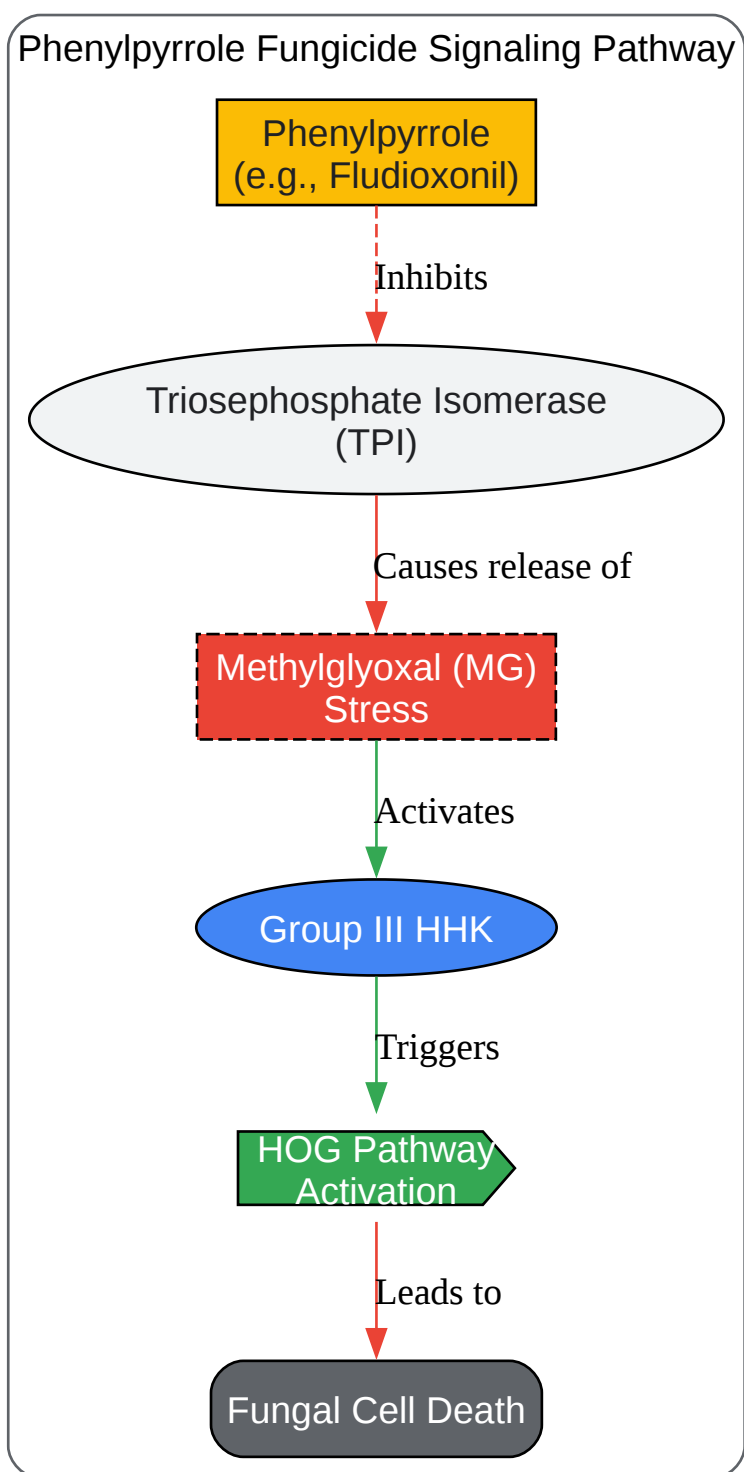 Phenylpyrrole Fungicide Signaling Pathway
Phenylpyrrole
(e.g., Fludioxonil)
Inhibits
Triosephosphate Isomerase
(TPI)
Causes release of
Methylglyoxal (MG)
Stress
Activates
Group III HHK
Triggers
HOG Pathway
Activation
Leads to
Fungal Cell Death